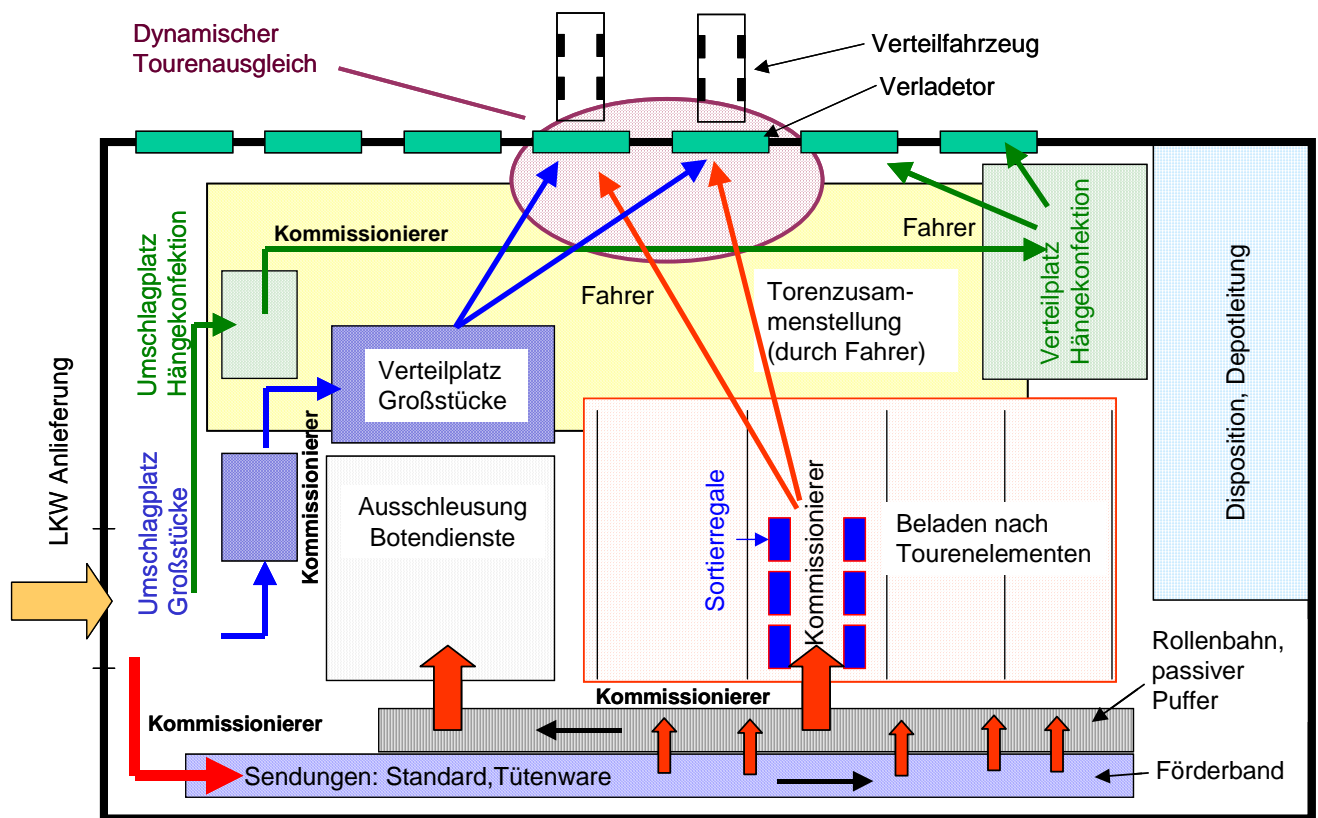 Dynamischer
Tourenausgleich
Verteilfahrzeug
Verladetor
Umschlagplatz
Hängekonfektion
Kommissionierer
Fahrer
Fahrer
Torenzusam-
menstellung
(durch Fahrer)
Verteilplatz
Hängekonfektion
Disposition, Depotleitung
Verteilplatz
Großstücke
LKW Anlieferung
Umschlagplatz
Großstücke
Kommissionierer
Ausschleusung
Botendienste
Sortierregale
Kommissionierer
Beladen nach
Tourenelementen
Rollenbahn,
passiver
Puffer
Kommissionierer
Kommissionierer
Sendungen: Standard,Tütenware
Förderband